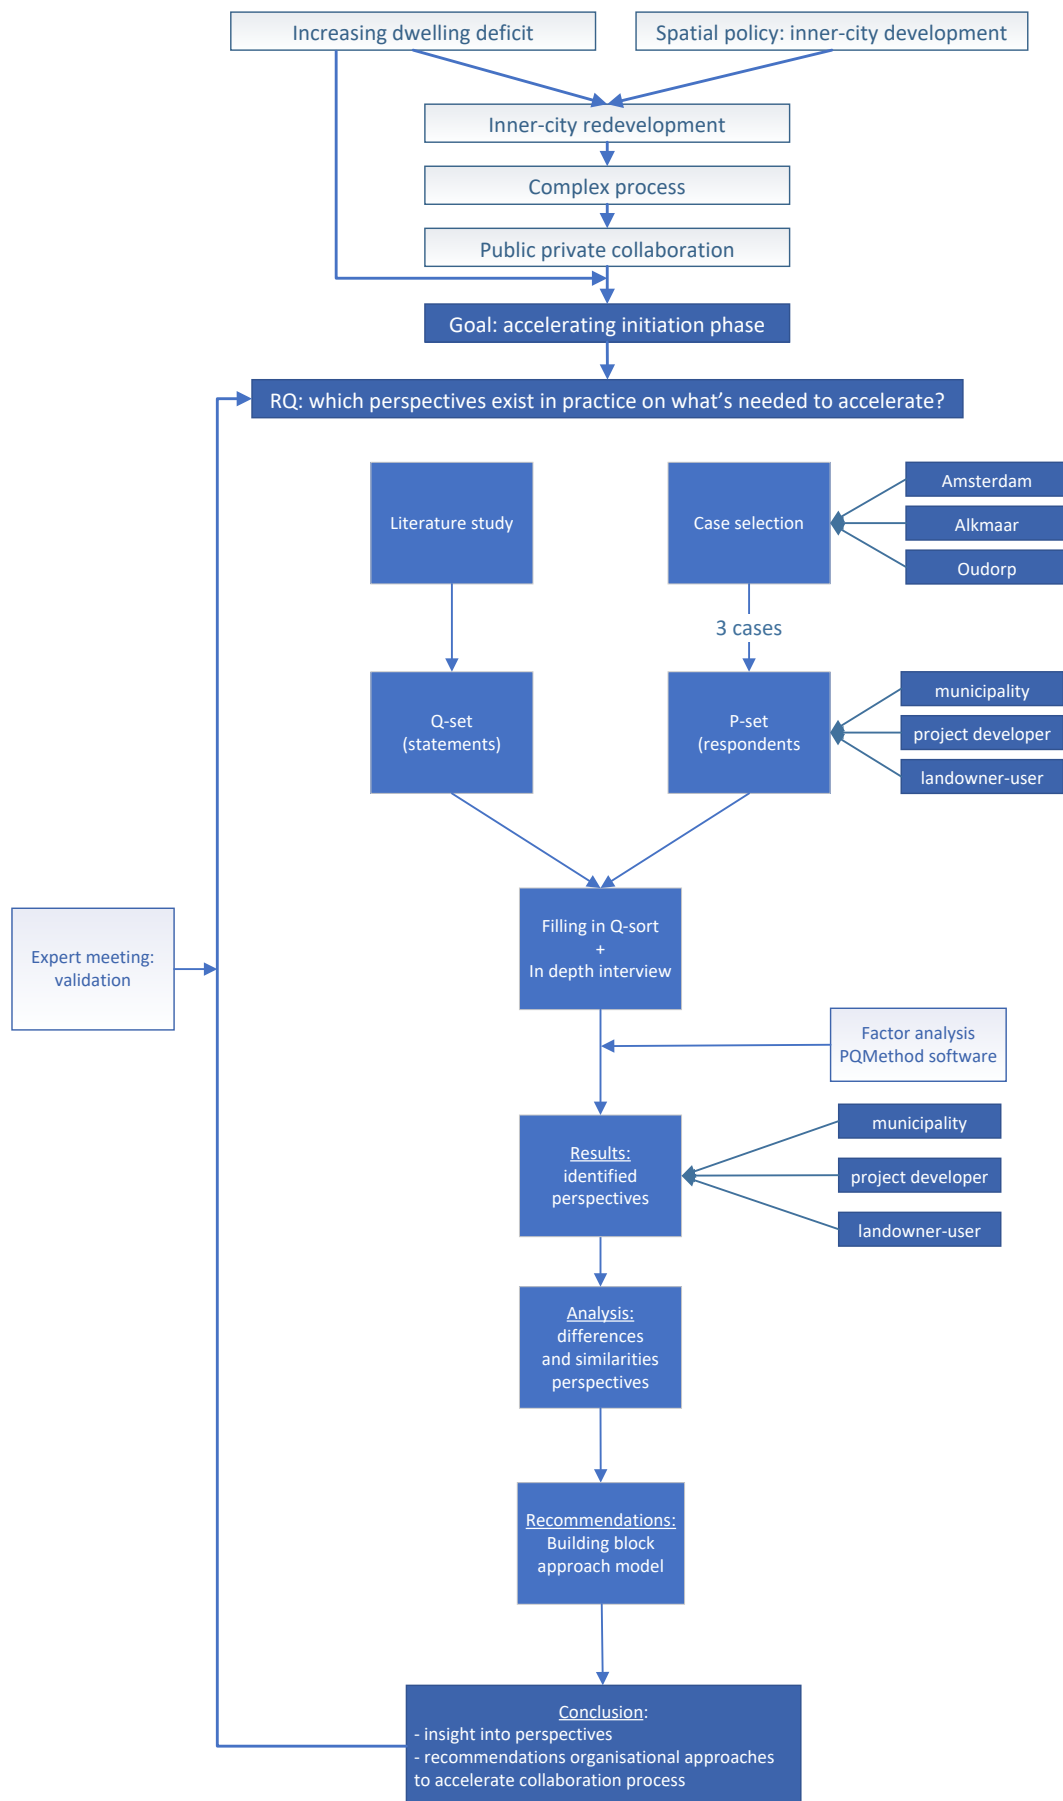 Increasing dwelling deficit
Spatial policy: inner-city development
Inner-city redevelopment
Complex process
Public private collaboration
Goal: accelerating initiation phase
RQ: which perspectives exist in practice on what's needed to accelerate?
Literature study
Case selection
Amsterdam
Alkmaar
Oudorp
3 cases
Q-set
(statements)
P-set
(respondents
municipality
project developer
landowner-user
Filling in Q-sort
+
In depth interview
Expert meeting:
validation
Factor analysis
PQMethod software
Results:
identified
perspectives
municipality
project developer
landowner-user
Analysis:
differences
and similarities
perspectives
Recommendations:
Building block
approach model
Conclusion:
- insight into perspectives
- recommendations organisational approaches
to accelerate collaboration process